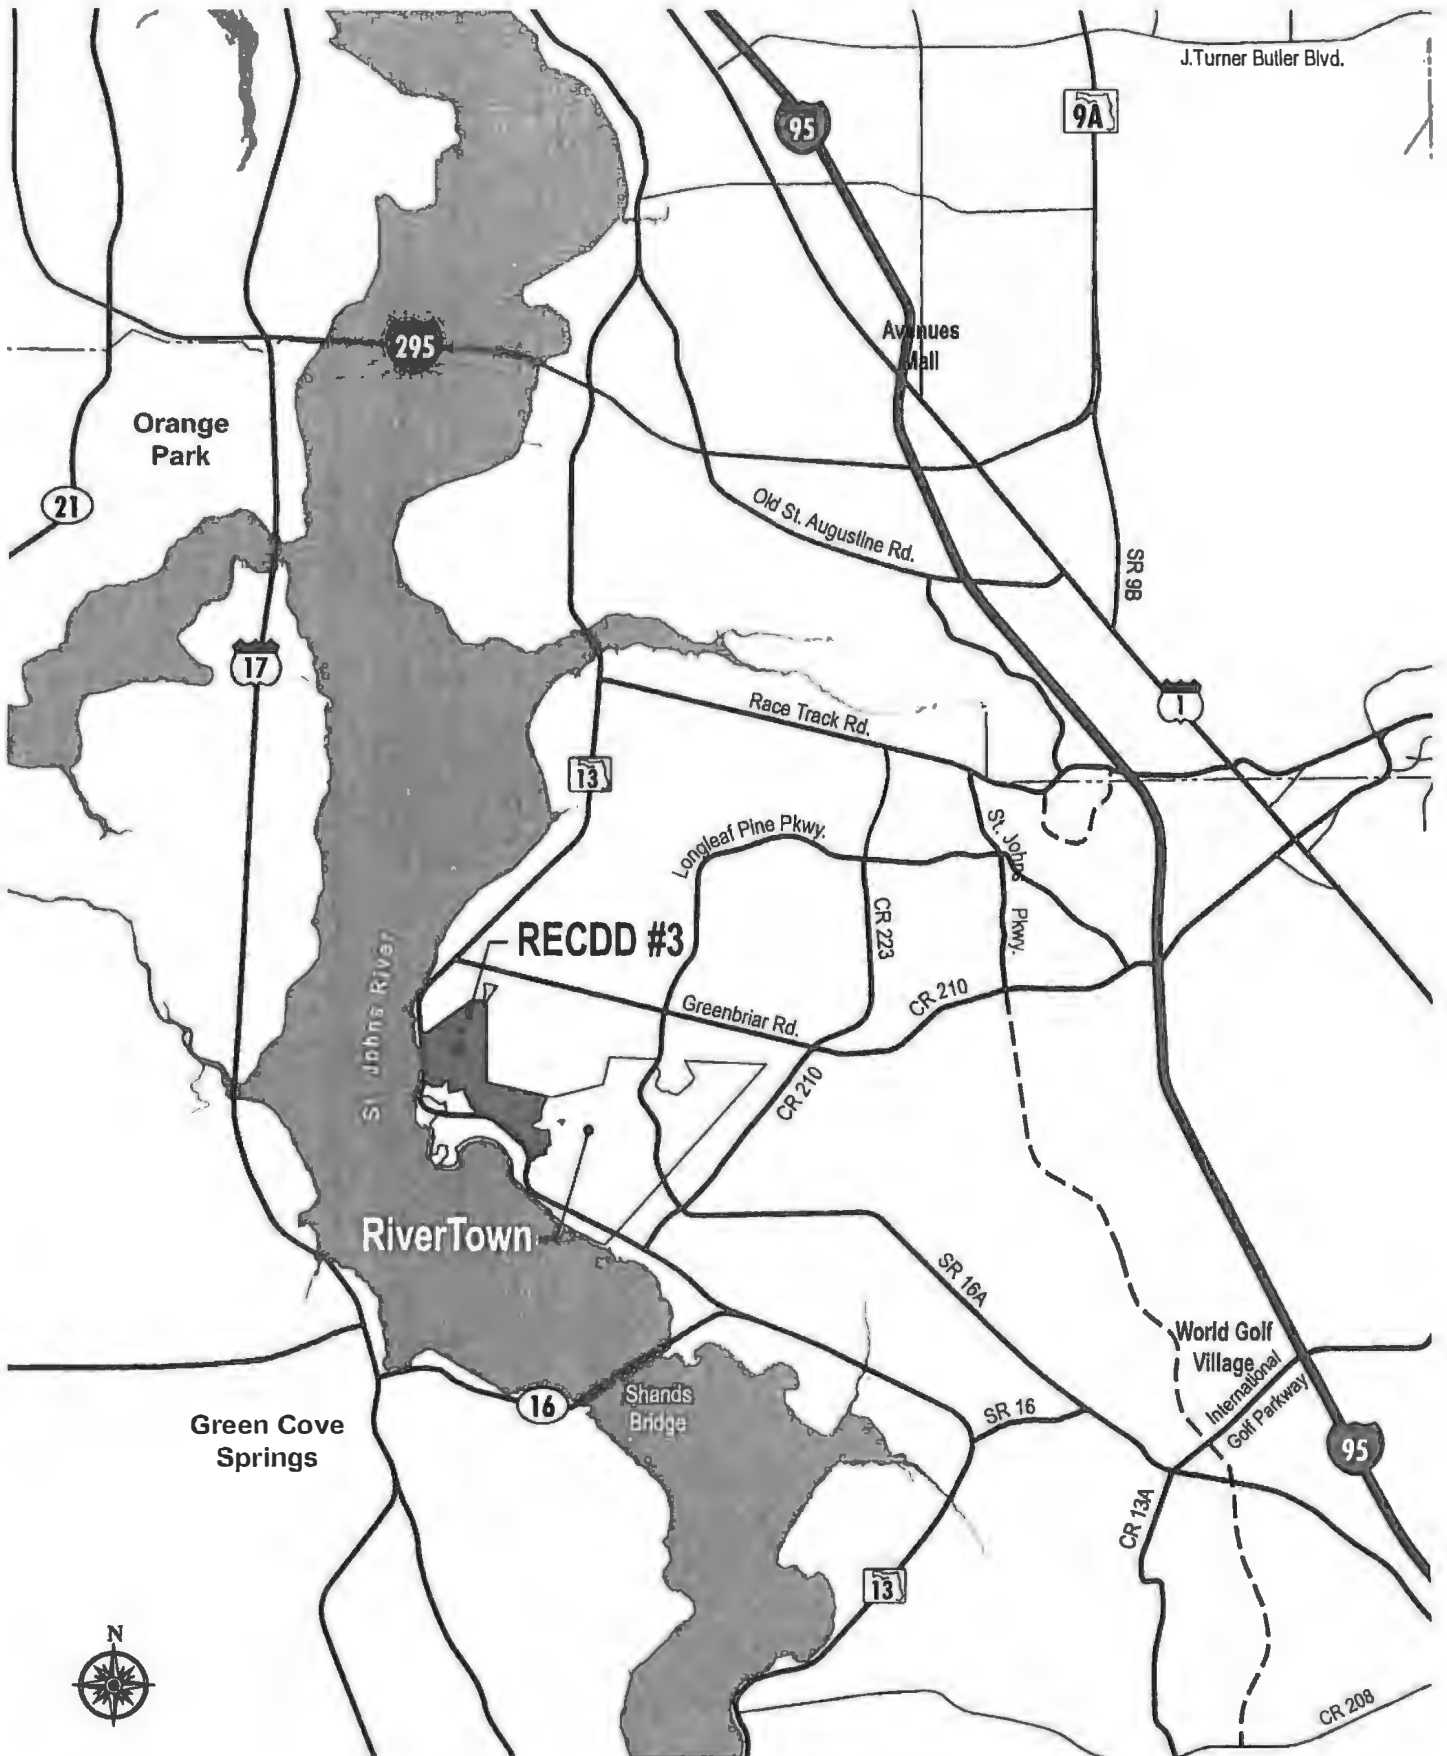 J.Turner Butler Blvd.
95
9A
Avenues
Mall
295
Orange
Park
21
Old St. Augustine Rd.
SR 9B
17
1
Race Track Rd.
13
Longleaf Pine Pkwy.
St. Johns
Pkwy.
CR 223
RECDD #3
St Johns River
Greenbriar Rd.
CR 210
CR 210
RiverTown
SR 16A
World Golf
Village
International
Golf Parkway
Shands
Bridge
16
SR 16
Green Cove
Springs
95
CR 13A
13
N
CR 208